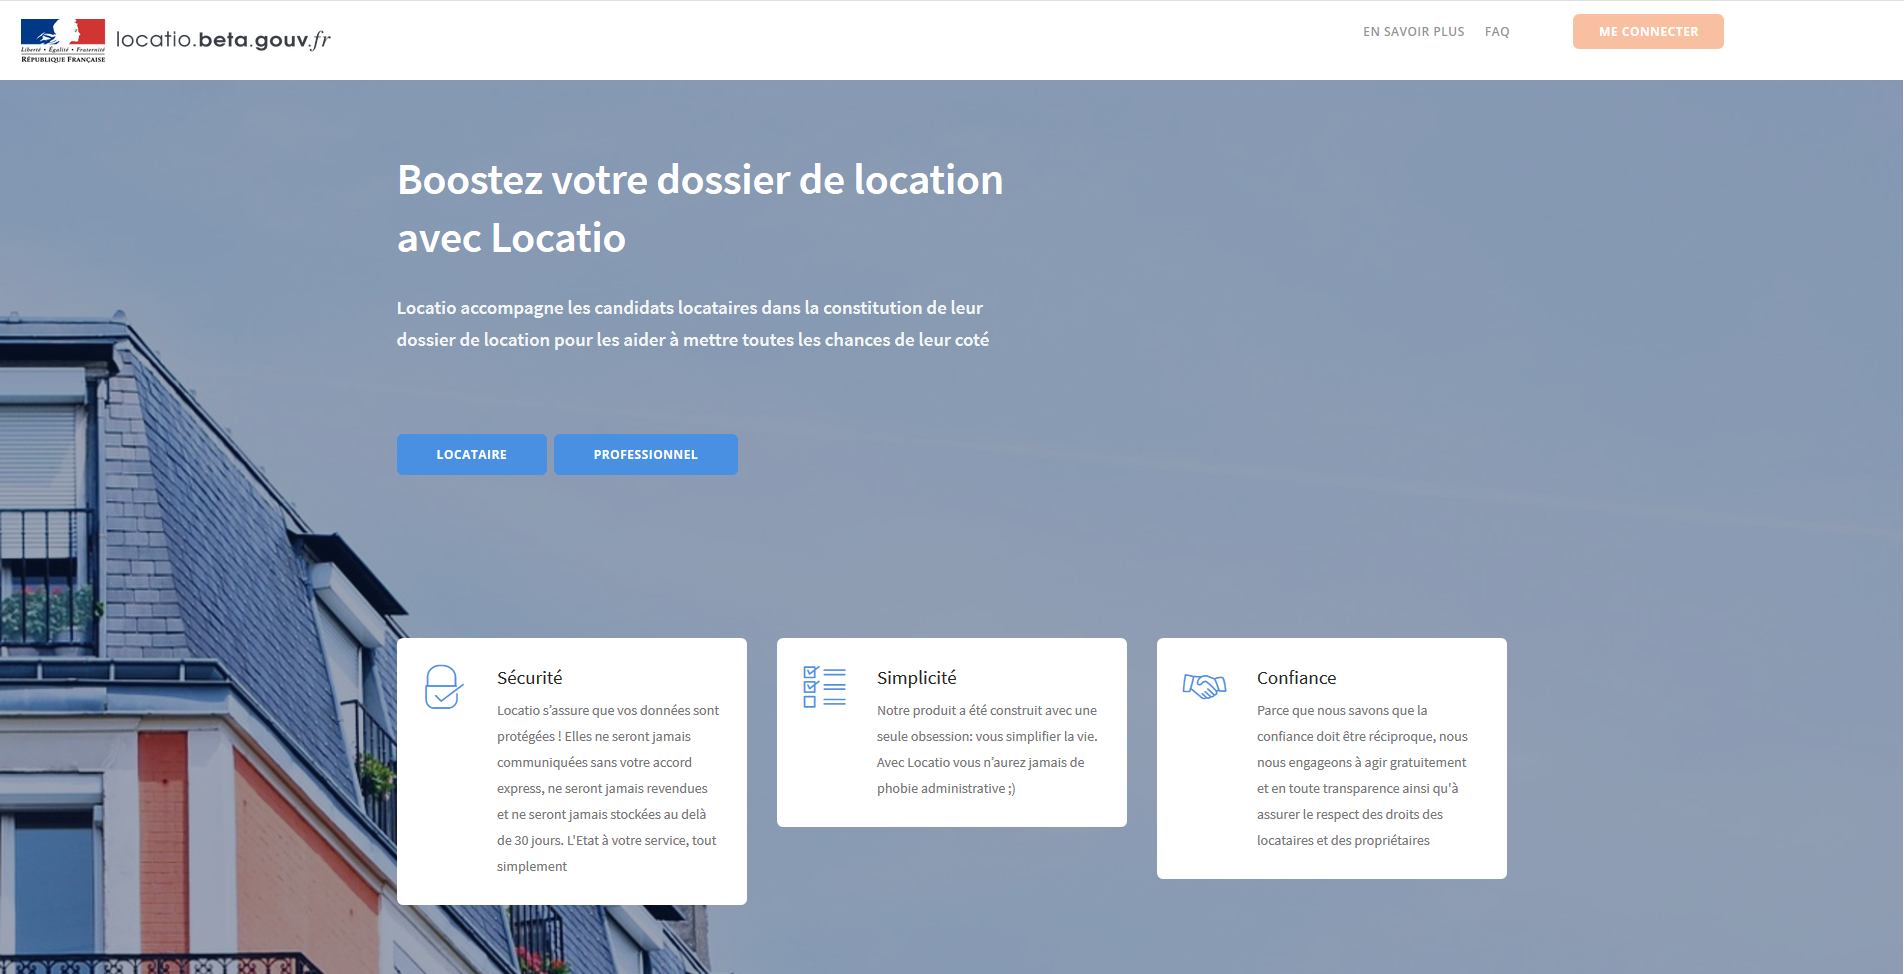 Liberté • Égalité • Fraternité
RÉPUBLIQUE FRANÇAISE
locatio.beta.gouv.fr
EN SAVOIR PLUS
FAQ
ME CONNECTER
Boostez votre dossier de location
avec Locatio
Locatio accompagne les candidats locataires dans la constitution de leur
dossier de location pour les aider à mettre toutes les chances de leur coté
LOCATAIRE
PROFESSIONNEL
Sécurité
Locatio s’assure que vos données sont
protégées ! Elles ne seront jamais
communiquées sans votre accord
express, ne seront jamais revendues
et ne seront jamais stockées au delà
de 30 jours. L'Etat à votre service, tout
simplement
Simplicité
Notre produit a été construit avec une
seule obsession: vous simplifier la vie.
Avec Locatio vous n’aurez jamais de
phobie administrative ;)
Confiance
Parce que nous savons que la
confiance doit être réciproque, nous
nous engageons à agir gratuitement
et en toute transparence ainsi qu'à
assurer le respect des droits des
locataires et des propriétaires